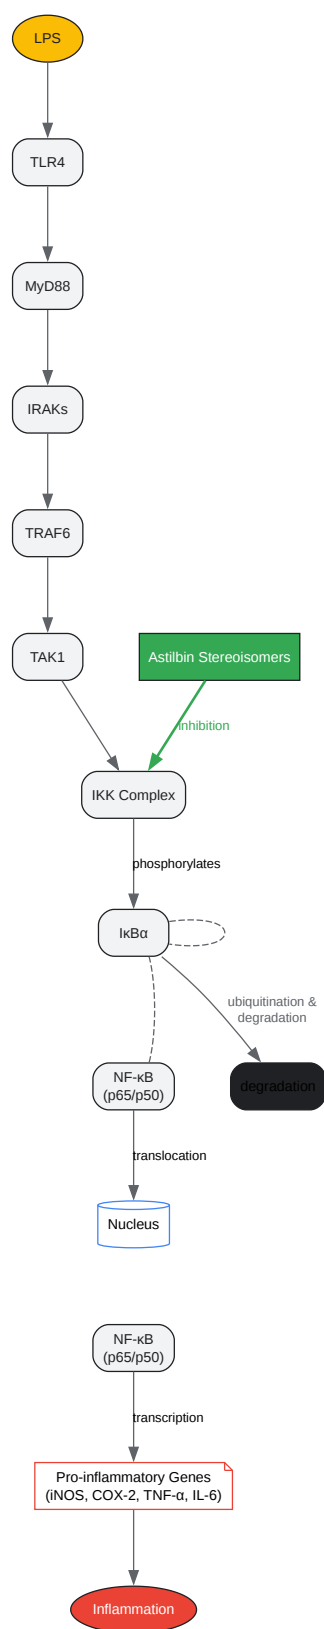 LPS
TLR4
MyD88
IRAKs
TRAF6
TAK1
Astilbin Stereoisomers
inhibition
IKK Complex
phosphorylates
IκBα
ubiquitination &
degradation
NF-κB
(p65/p50)
degradation
translocation
Nucleus
NF-κB
(p65/p50)
transcription
Pro-inflammatory Genes
(iNOS, COX-2, TNF-α, IL-6)
Inflammation